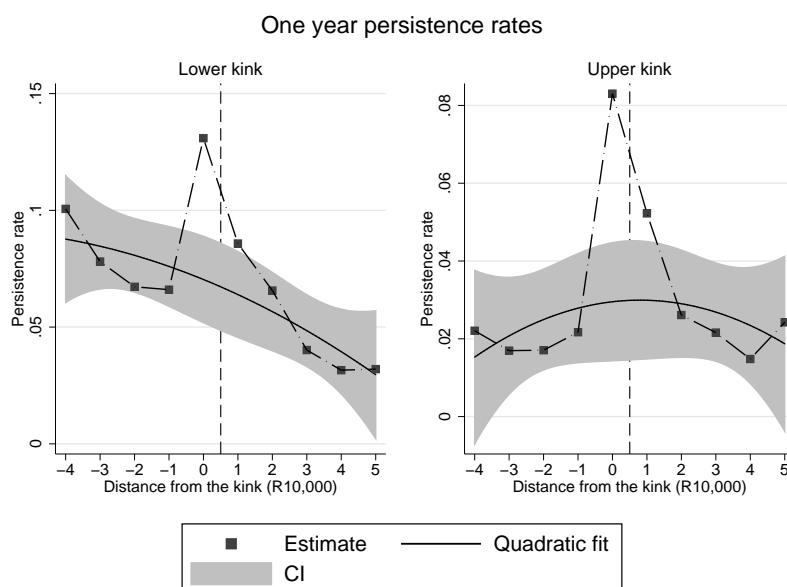 One year persistence rates
Lower kink
Upper kink
Persistence rate
0
.05
.1
.15
−4 −3 −2 −1 0 1 2 3 4 5
Distance from the kink (R10,000)
Persistence rate
0
.02
.04
.06
.08
−4 −3 −2 −1 0 1 2 3 4 5
Distance from the kink (R10,000)
Estimate
Quadratic fit
CI